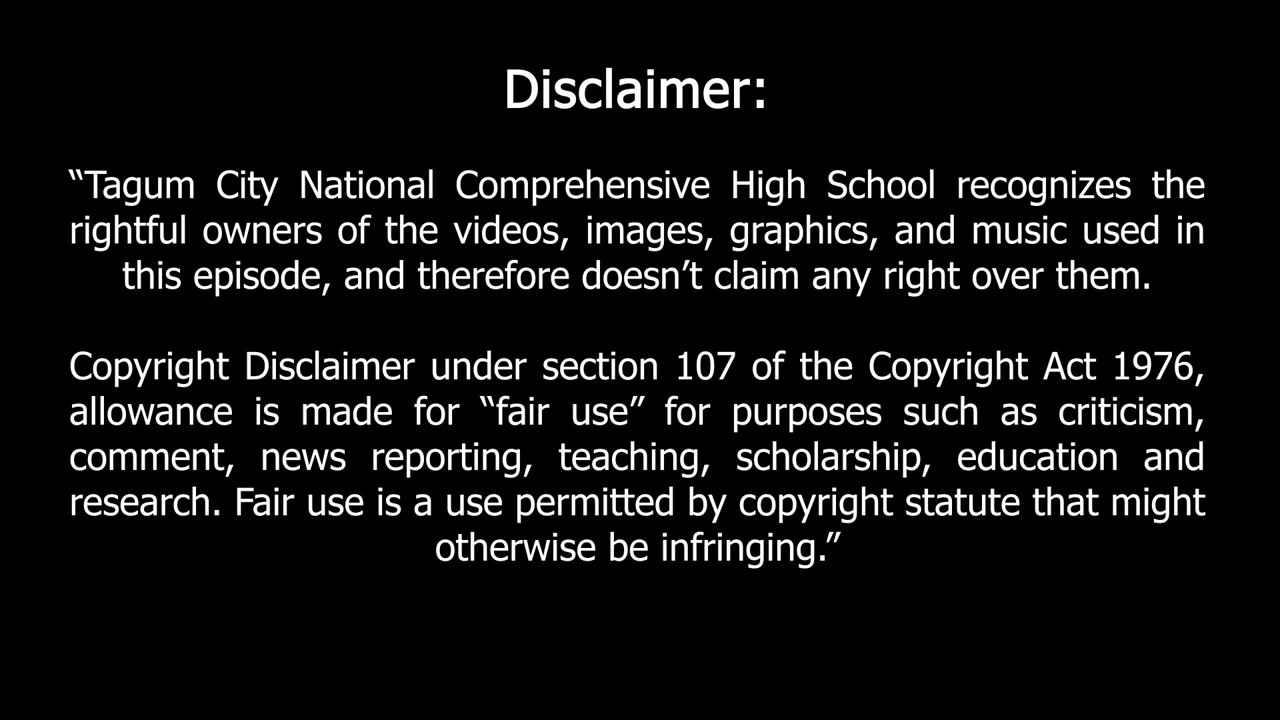 Disclaimer:
“Tagum City National Comprehensive High School recognizes the
rightful owners of the videos, images, graphics, and music used in
this episode, and therefore doesn’t claim any right over them.
Copyright Disclaimer under section 107 of the Copyright Act 1976,
allowance is made for “fair use” for purposes such as criticism,
comment, news reporting, teaching, scholarship, education and
research. Fair use is a use permitted by copyright statute that might
otherwise be infringing.”